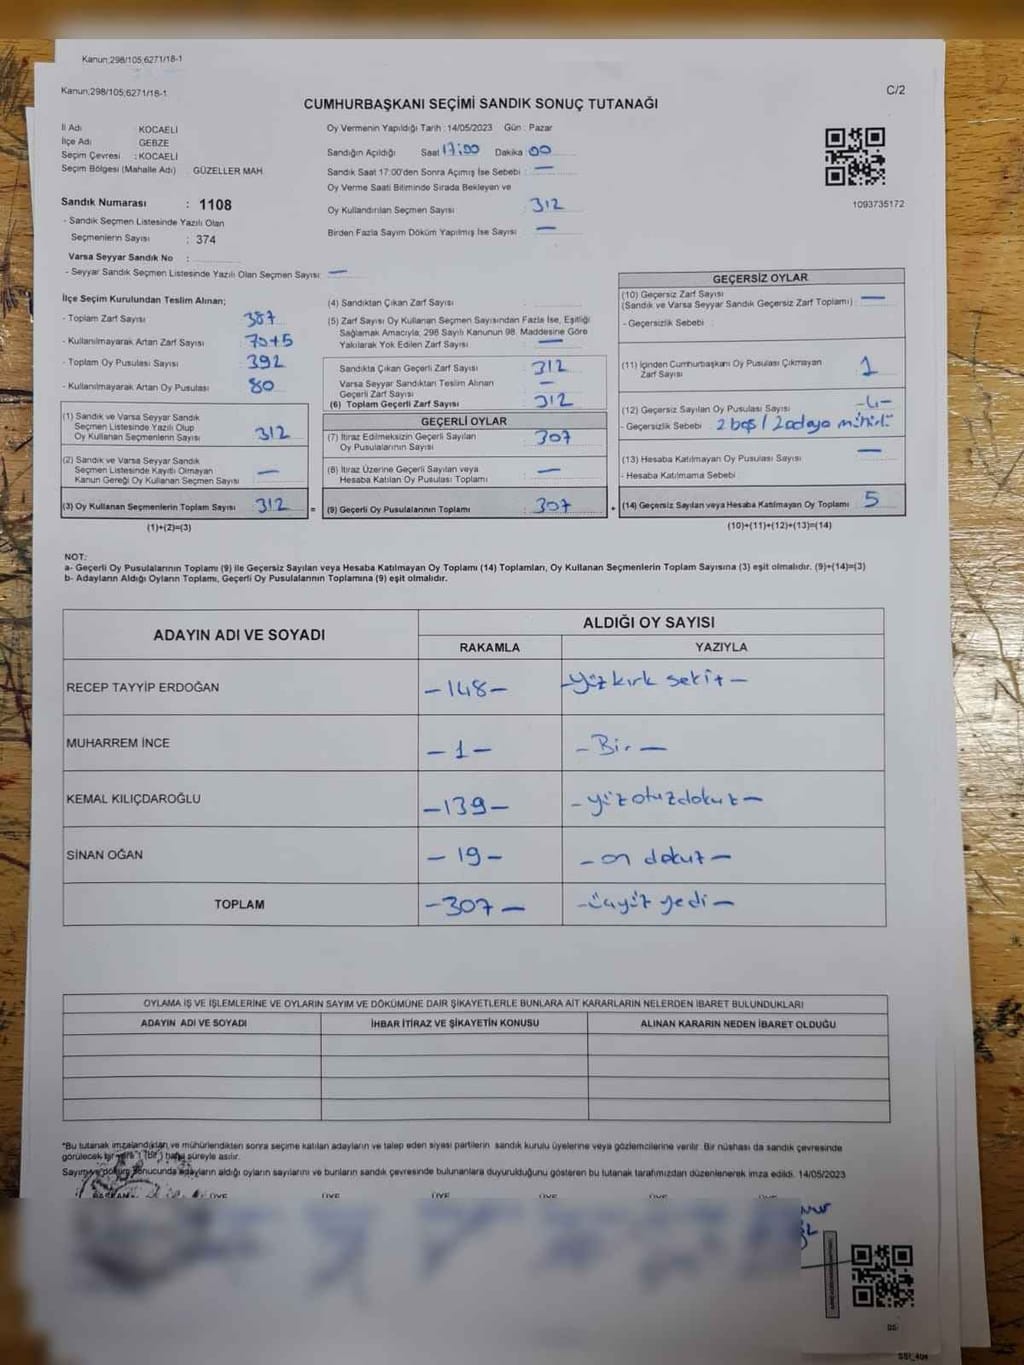 Kanun;298/105;6271/18-1
Kanun;298/105;6271/18-1
C/2
CUMHURBAŞKANI SEÇİMİ SANDIK SONUÇ TUTANAĞI
İl Adı KOCAELİ
İlçe Adı GEBZE
Seçim Çevresi : KOCAELİ
Seçim Bölgesi (Mahalle Adı) GÜZELLER MAH.
Oy Vermenin Yapıldığı Tarih : 14/05/2023 Gün : Pazar
Sandığın Açıldığı Saat 17:00 Dakika 00
Sandık Saat 17:00'den Sonra Açımış İse Sebebi : —
Oy Verme Saati Bitiminde Sırada Bekleyen ve
Oy Kullandırılan Seçmen Sayısı : 312
Birden Fazla Sayım Döküm Yapılmış İse Sayısı —
1093735172
Sandık Numarası : 1108
- Sandık Seçmen Listesinde Yazılı Olan
Seçmenlerin Sayısı : 374
Varsa Seyyar Sandık No :
- Seyyar Sandık Seçmen Listesinde Yazılı Olan Seçmen Sayısı: —
İlçe Seçim Kurulundan Teslim Alınan;
- Toplam Zarf Sayısı 387
- Kullanılmayarak Artan Zarf Sayısı 70+5
- Toplam Oy Pusulası Sayısı 392
- Kullanılmayarak Artan Oy Pusulası 80
(1) Sandık ve Varsa Seyyar Sandık
Seçmen Listesinde Yazılı Olup
Oy Kullanan Seçmenlerin Sayısı 312
(2) Sandık ve Varsa Seyyar Sandık
Seçmen Listesinde Kayıtlı Olmayan
Kanun Gereği Oy Kullanan Seçmen Sayısı —
(3) Oy Kullanan Seçmenlerin Toplam Sayısı 312 =
(1)+(2)=(3)
(4) Sandıktan Çıkan Zarf Sayısı
(5) Zarf Sayısı Oy Kullanan Seçmen Sayısından Fazla İse, Eşitliği
Sağlamak Amacıyla, 298 Sayılı Kanunun 98. Maddesine Göre
Yakılarak Yok Edilen Zarf Sayısı —
Sandıkta Çıkan Geçerli Zarf Sayısı 312
Varsa Seyyar Sandıktan Teslim Alınan
Geçerli Zarf Sayısı —
(6) Toplam Geçerli Zarf Sayısı 312
GEÇERLİ OYLAR
(7) İtiraz Edilmeksizin Geçerli Sayılan
Oy Pusulalarının Sayısı 307
(8) İtiraz Üzerine Geçerli Sayılan veya
Hesaba Katılan Oy Pusulası Toplamı —
(9) Geçerli Oy Pusulalarının Toplamı : 307 +
GEÇERSİZ OYLAR
(10) Geçersiz Zarf Sayısı
(Sandık ve Varsa Seyyar Sandık Geçersiz Zarf Toplamı) —
- Geçersizlik Sebebi :
(11) İçinden Cumhurbaşkanı Oy Pusulası Çıkmayan
Zarf Sayısı 1
(12) Geçersiz Sayılan Oy Pusulası Sayısı -4-
- Geçersizlik Sebebi 2 boş / 2 adaya mühür
(13) Hesaba Katılmayan Oy Pusulası Sayısı —
- Hesaba Katılmama Sebebi
(14) Geçersiz Sayılan veya Hesaba Katılmayan Oy Toplamı 5
(10)+(11)+(12)+(13)=(14)
NOT:
a- Geçerli Oy Pusulalarının Toplamı (9) ile Geçersiz Sayılan veya Hesaba Katılmayan Oy Toplamı (14) Toplamları, Oy Kullanan Seçmenlerin Toplam Sayısına (3) eşit olmalıdır. (9)+(14)=(3)
b- Adayların Aldığı Oyların Toplamı, Geçerli Oy Pusulalarının Toplamına (9) eşit olmalıdır.
ADAYIN ADI VE SOYADI ALDIĞI OY SAYISI
RAKAMLA YAZIYLA
RECEP TAYYİP ERDOĞAN -148- -yüz kırk sekiz-
MUHARREM İNCE -1- -Bir-
KEMAL KILIÇDAROĞLU -139- -yüz otuz dokuz-
SİNAN OĞAN -19- -on dokuz-
TOPLAM -307- -üçyüz yedi-
OYLAMA İŞ VE İŞLEMLERİNE VE OYLARIN SAYIM VE DÖKÜMÜNE DAİR ŞİKAYETLERLE BUNLARA AİT KARARLARIN NELERDEN İBARET BULUNDUKLARI
ADAYIN ADI VE SOYADI İHBAR İTİRAZ VE ŞİKAYETİN KONUSU ALINAN KARARIN NEDEN İBARET OLDUĞU
*Bu tutanak imzalandıktan ve mühürlendikten sonra seçime katılan adayların ve talep eden siyasi partilerin sandık kurulu üyelerine veya gözlemcilerine verilir. Bir nüshası da sandık çevresinde
görülecek bir yere 1 (Bir) hafta süreyle asılır.
Sayım ve döküm sonucunda adayların aldığı oyların sayılarını ve bunların sandık çevresinde bulunanlara duyurulduğunu gösteren bu tutanak tarafımızdan düzenlenerek imza edildi. 14/05/2023
BAŞKAN ÜYE ÜYE ÜYE ÜYE ÜYE ÜYE